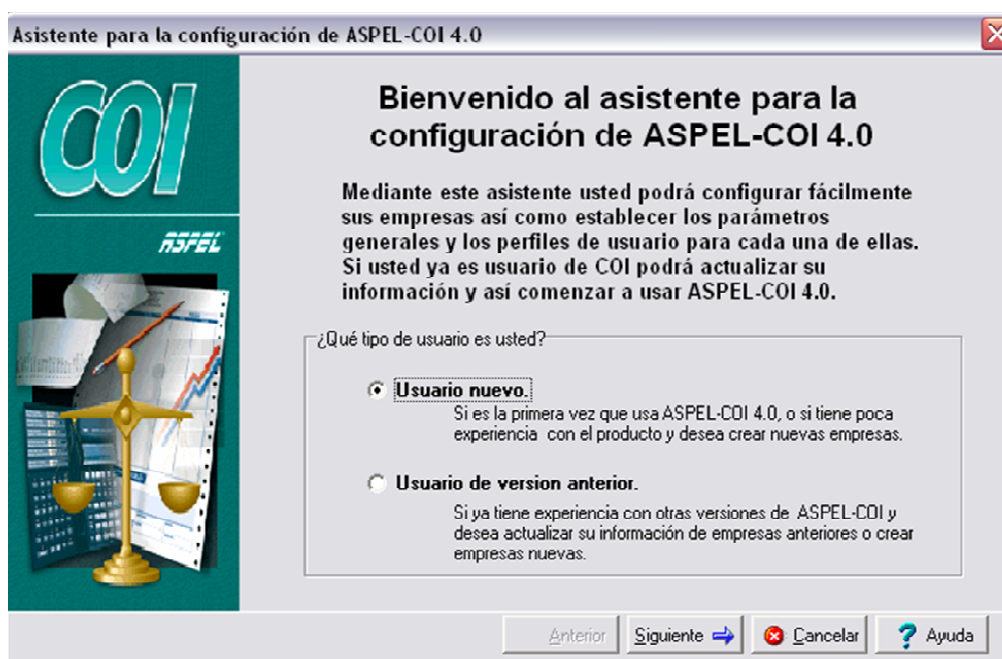 Asistente para la configuración de ASPEL-COI 4.0
COI
ASPEL
Bienvenido al asistente para la
configuración de ASPEL-COI 4.0
Mediante este asistente usted podrá configurar fácilmente
sus empresas así como establecer los parámetros
generales y los perfiles de usuario para cada una de ellas.
Si usted ya es usuario de COI podrá actualizar su
información y así comenzar a usar ASPEL-COI 4.0.
¿Qué tipo de usuario es usted?
Usuario nuevo.
Si es la primera vez que usa ASPEL-COI 4.0, o si tiene poca
experiencia con el producto y desea crear nuevas empresas.
Usuario de version anterior.
Si ya tiene experiencia con otras versiones de ASPEL-COI y
desea actualizar su información de empresas anteriores o crear
empresas nuevas.
Anterior
Siguiente
Cancelar
Ayuda